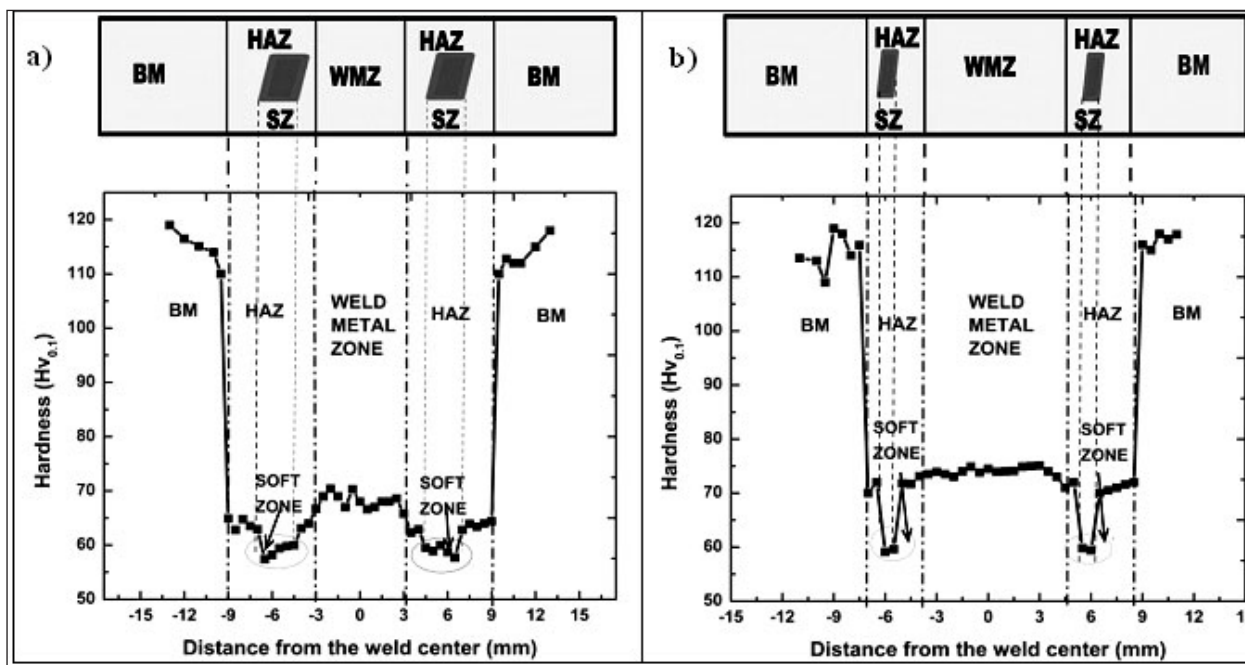 a)
BM
HAZ
SZ
WMZ
HAZ
SZ
BM
Hardness (Hv0.1)
120
110
100
90
80
70
60
50
BM
HAZ
WELD
METAL
ZONE
HAZ
BM
SOFT
ZONE
SOFT
ZONE
-15 -12 -9 -6 -3 0 3 6 9 12 15
Distance from the weld center (mm)
b)
BM
HAZ
SZ
WMZ
HAZ
SZ
BM
Hardness (Hv0.1)
120
110
100
90
80
70
60
50
BM
HAZ
WELD
METAL
ZONE
HAZ
BM
SOFT
ZONE
SOFT
ZONE
-15 -12 -9 -6 -3 0 3 6 9 12 15
Distance from the weld center (mm)